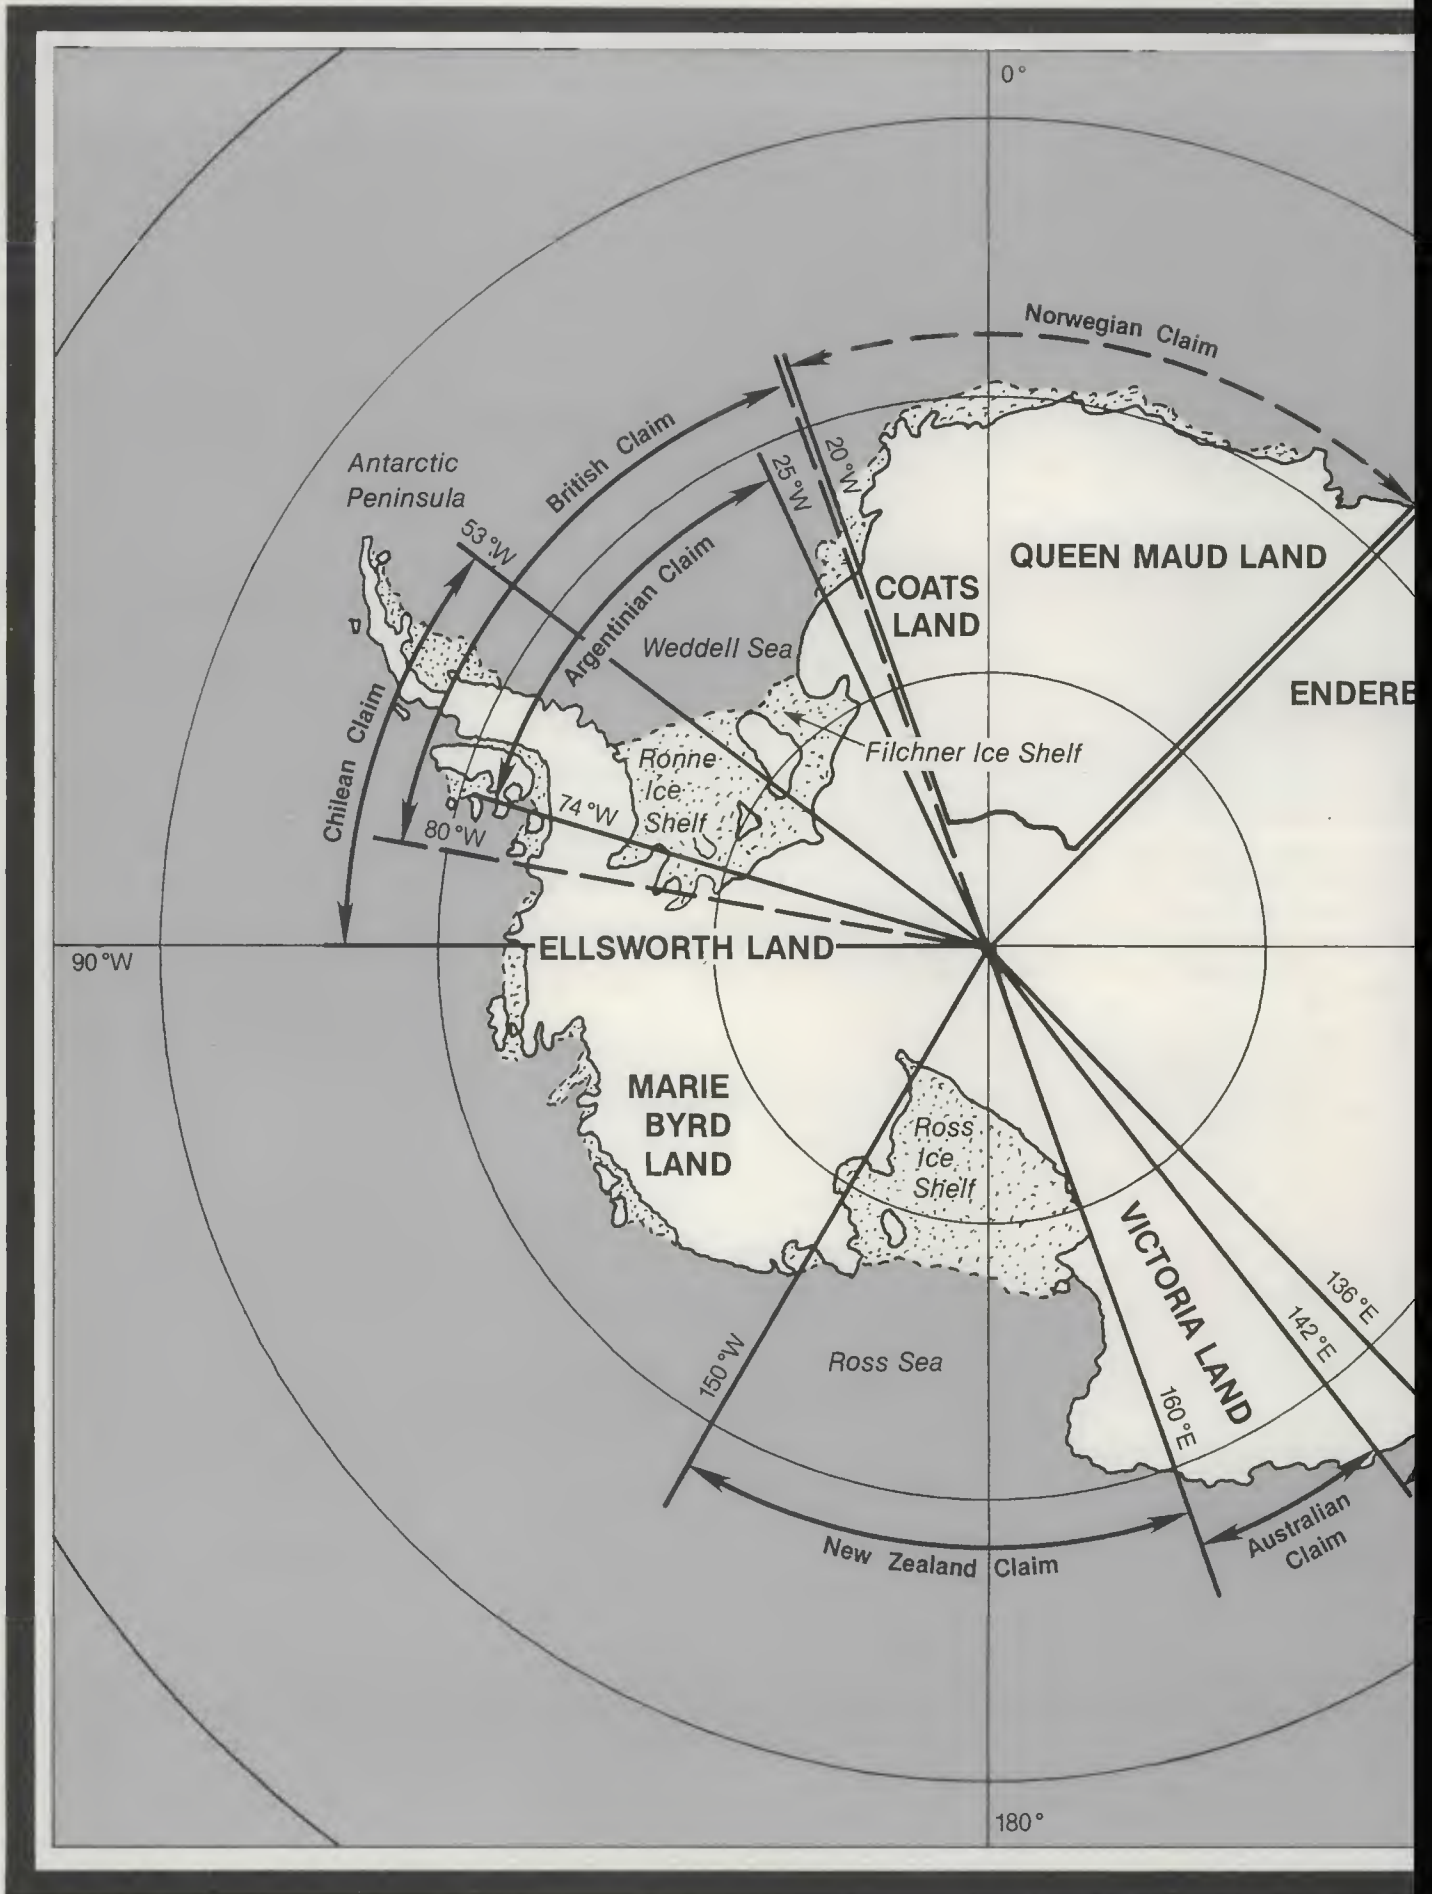 0°
Norwegian Claim
British Claim
Antarctic
Peninsula
20°W
25°W
53°W
Argentinian Claim
QUEEN MAUD LAND
COATS
LAND
Weddell Sea
ENDERB
Chilean Claim
Filchner Ice Shelf
Ronne
Ice
Shelf
74°W
80°W
90°W
ELLSWORTH LAND
MARIE
BYRD
LAND
Ross
Ice
Shelf
VICTORIA LAND
136°E
142°E
150°W
Ross Sea
160°E
New Zealand Claim
Australian
Claim
180°